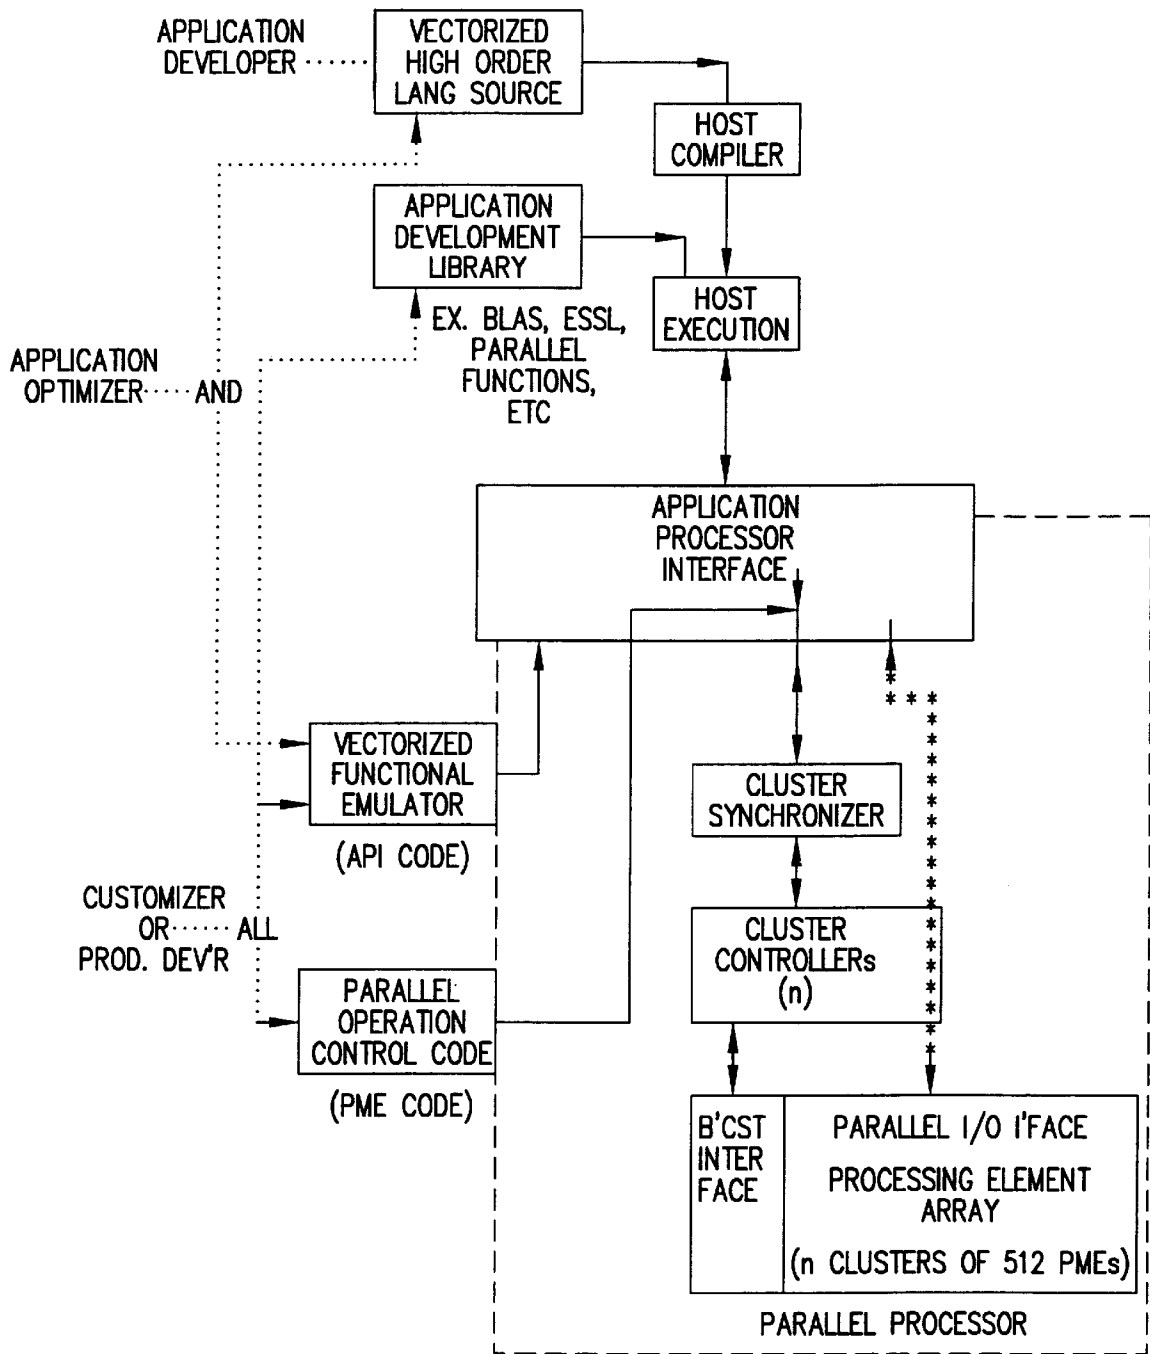 APPLICATION
DEVELOPER
VECTORIZED
HIGH ORDER
LANG SOURCE
HOST
COMPILER
APPLICATION
DEVELOPMENT
LIBRARY
HOST
EXECUTION
EX. BLAS, ESSL,
PARALLEL
FUNCTIONS,
ETC
APPLICATION
OPTIMIZER
AND
APPLICATION
PROCESSOR
INTERFACE
VECTORIZED
FUNCTIONAL
EMULATOR
(API CODE)
CLUSTER
SYNCHRONIZER
CUSTOMIZER
OR
PROD. DEV'R
ALL
CLUSTER
CONTROLLERs
(n)
PARALLEL
OPERATION
CONTROL CODE
(PME CODE)
B'CST
INTER
FACE
PARALLEL I/O I'FACE
PROCESSING ELEMENT
ARRAY
(n CLUSTERS OF 512 PMEs)
PARALLEL PROCESSOR